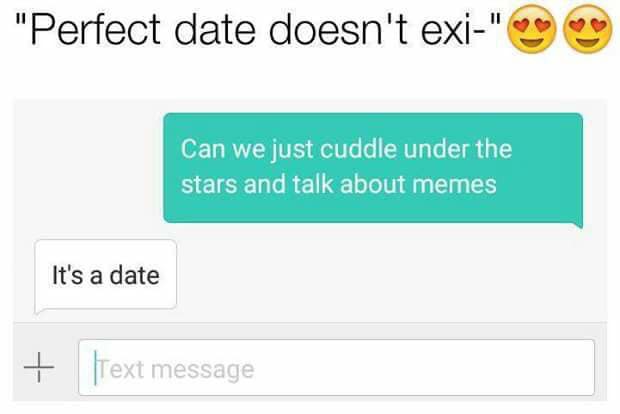 "Perfect date doesn't exi-"😍😍
Can we just cuddle under the
stars and talk about memes
It's a date
Text message